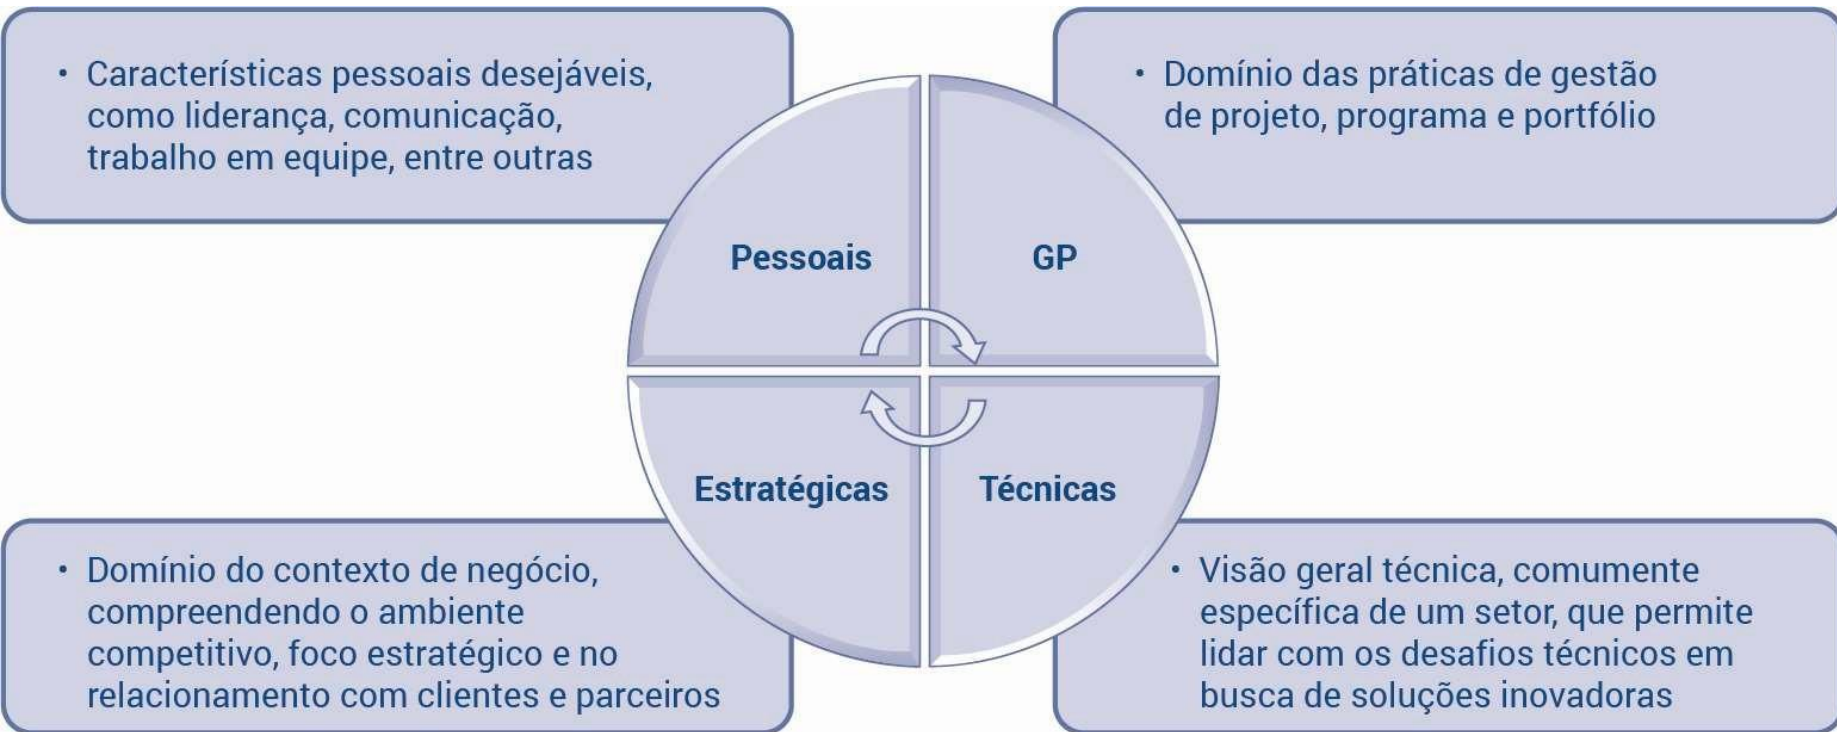 • Características pessoais desejáveis,
como liderança, comunicação,
trabalho em equipe, entre outras
• Domínio das práticas de gestão
de projeto, programa e portfólio
Pessoais
GP
Estratégicas
Técnicas
• Domínio do contexto de negócio,
compreendendo o ambiente
competitivo, foco estratégico e no
relacionamento com clientes e parceiros
• Visão geral técnica, comumente
específica de um setor, que permite
lidar com os desafios técnicos em
busca de soluções inovadoras